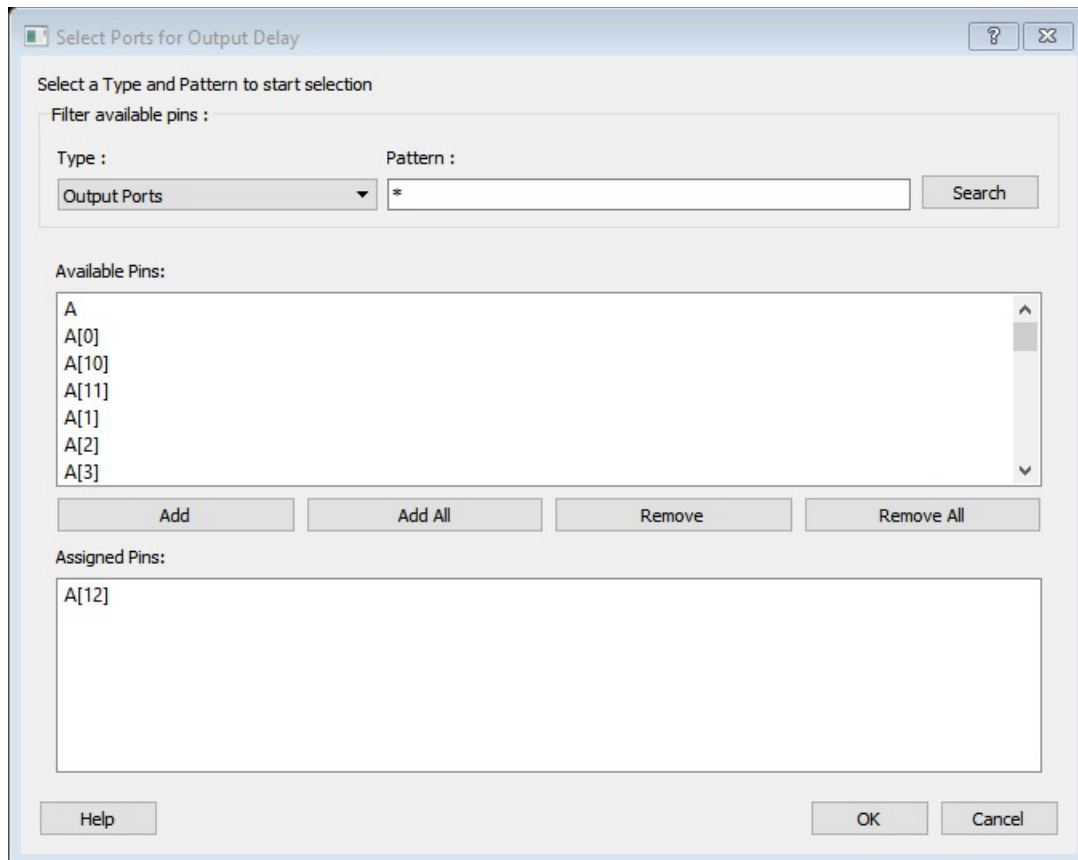 Select Ports for Output Delay
Select a Type and Pattern to start selection
Filter available pins :
Type :
Pattern :
Output Ports
*
Search
Available Pins:
A
A[0]
A[10]
A[11]
A[1]
A[2]
A[3]
Add
Add All
Remove
Remove All
Assigned Pins:
A[12]
Help
OK
Cancel